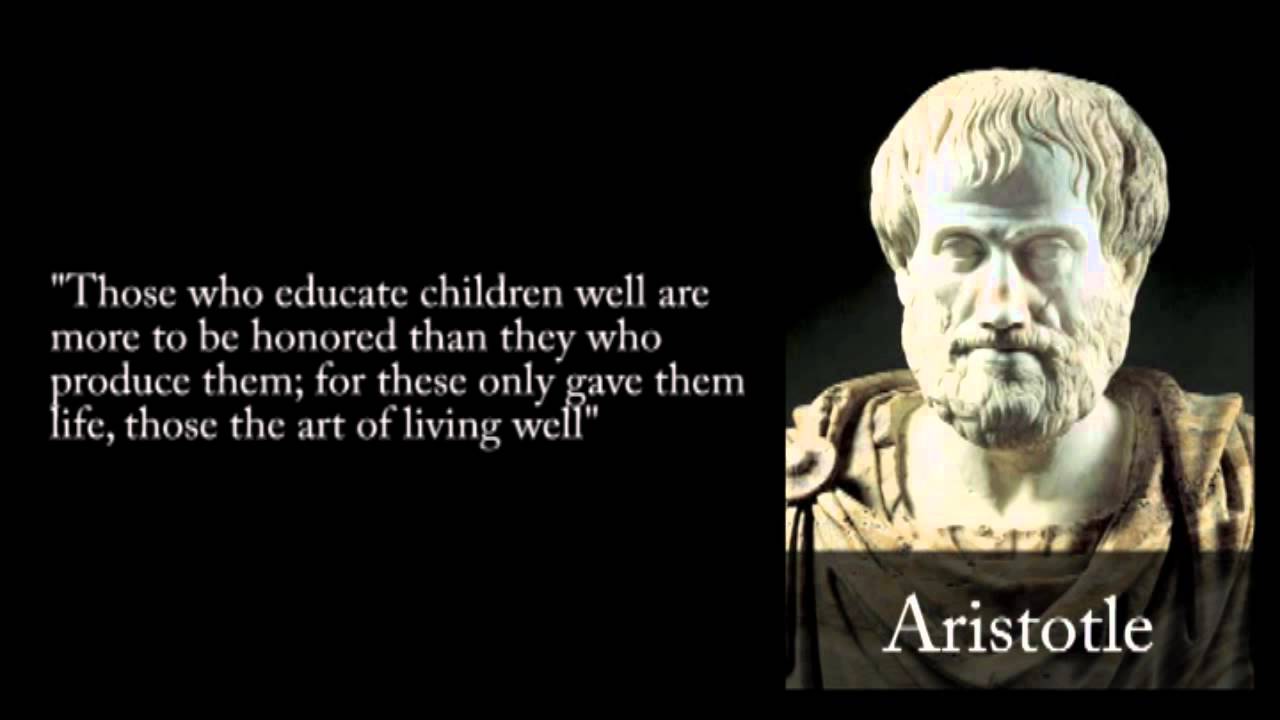 "Those who educate children well are
more to be honored than they who
produce them; for these only gave them
life, those the art of living well"
Aristotle